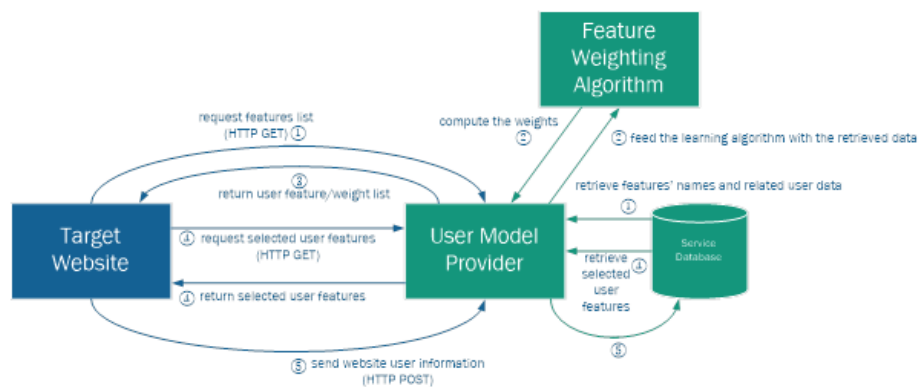 Feature
Weighting
Algorithm
request features list
(HTTP GET) ①
compute the weights
②
② feed the learning algorithm with the retrieved data
③
return user feature/weight list
retrieve features' names and related user data
①
Target
Website
④ request selected user features
(HTTP GET)
User Model
Provider
Service
Database
retrieve ④
selected
user
features
④ return selected user features
⑤ send website user information
(HTTP POST)
⑤